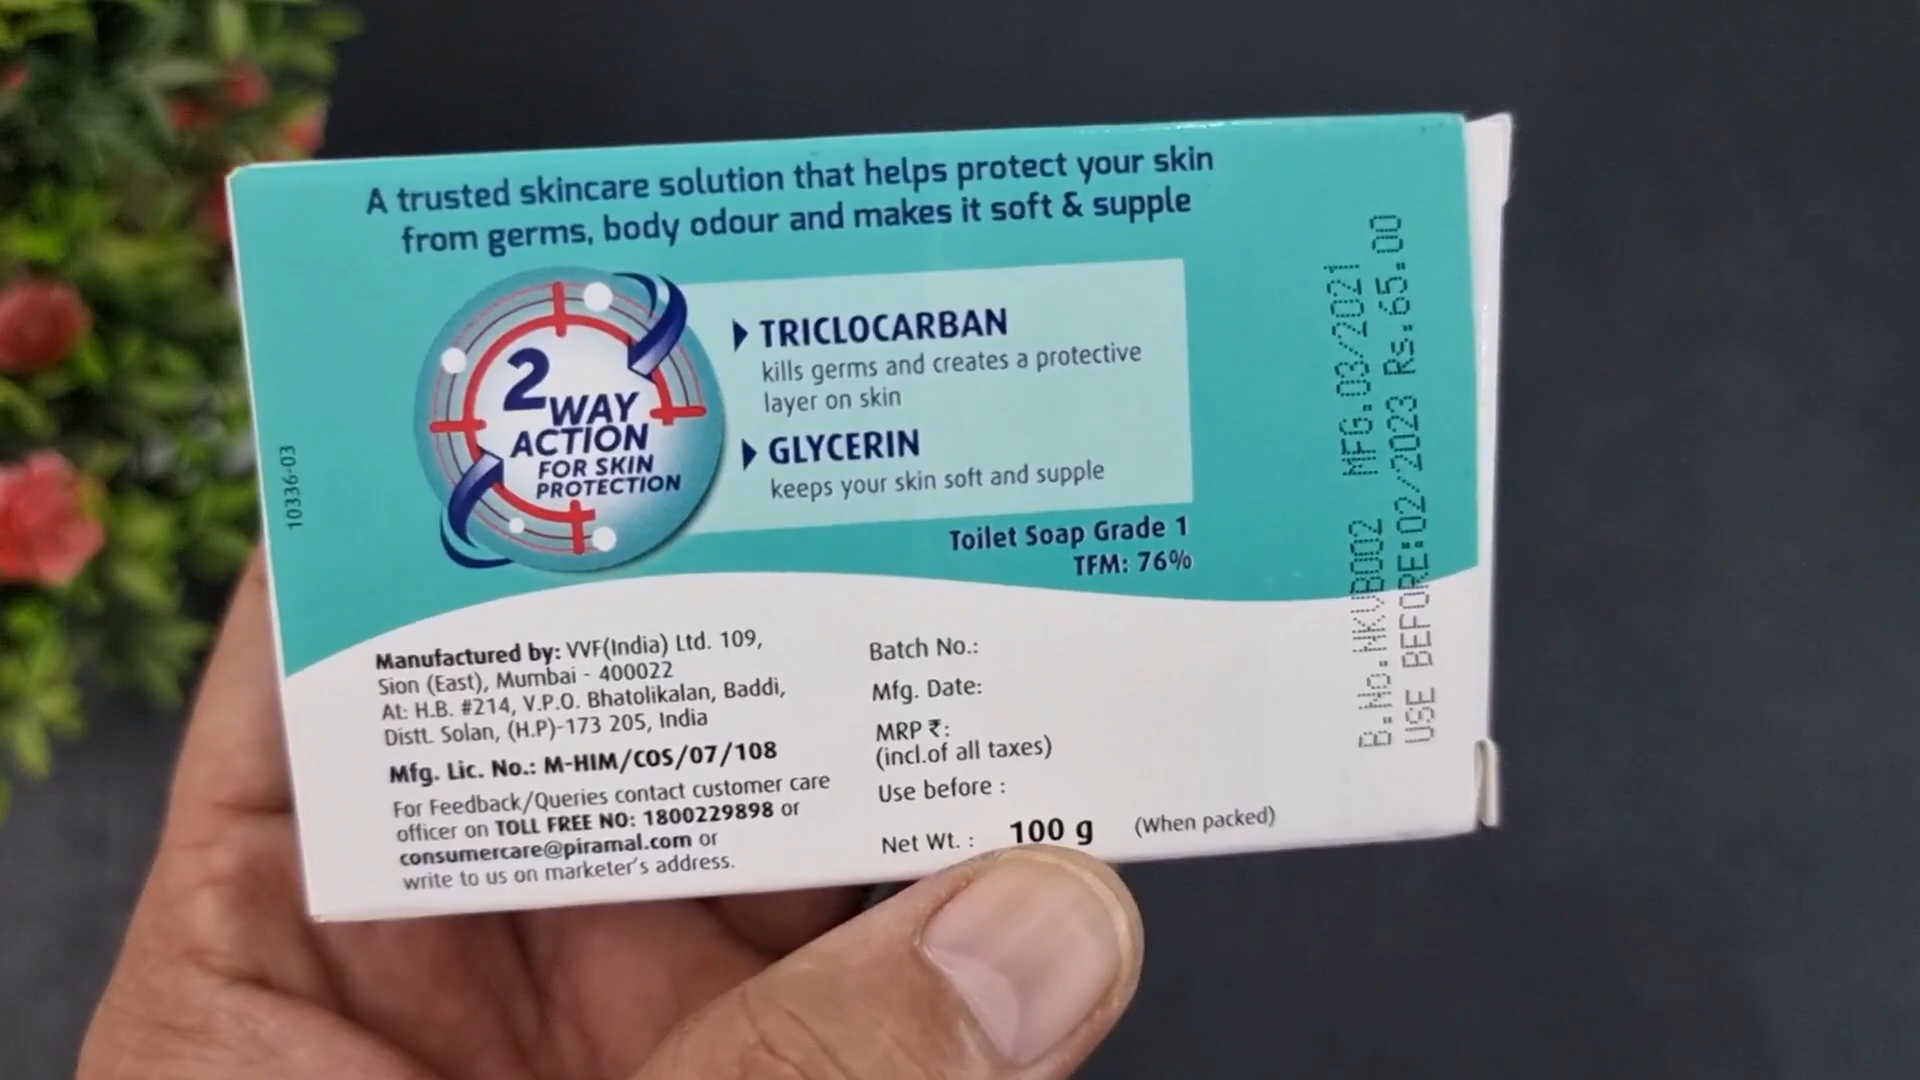 A trusted skincare solution that helps protect your skin
from germs, body odour and makes it soft & supple
2
WAY
ACTION
FOR SKIN
PROTECTION
TRICLOCARBAN
kills germs and creates a protective
layer on skin
GLYCERIN
keeps your skin soft and supple
Toilet Soap Grade 1
TFM: 76%
10336-03
Manufactured by: VVF(India) Ltd. 109,
Sion (East), Mumbai - 400022
At: H.B. #214, V.P.O. Bhatolikalan, Baddi,
Distt. Solan, (H.P)-173 205, India
Mfg. Lic. No.: M-HIM/COS/07/108
For Feedback/Queries contact customer care
officer on TOLL FREE NO: 1800229898 or
consumercare@piramal.com or
write to us on marketer's address.
Batch No.:
Mfg. Date:
MRP ₹:
(incl.of all taxes)
Use before :
Net Wt. : 100 g (When packed)
B.No.MKVB002 MFG.03/2021
USE BEFORE:02/2023 Rs.65.00